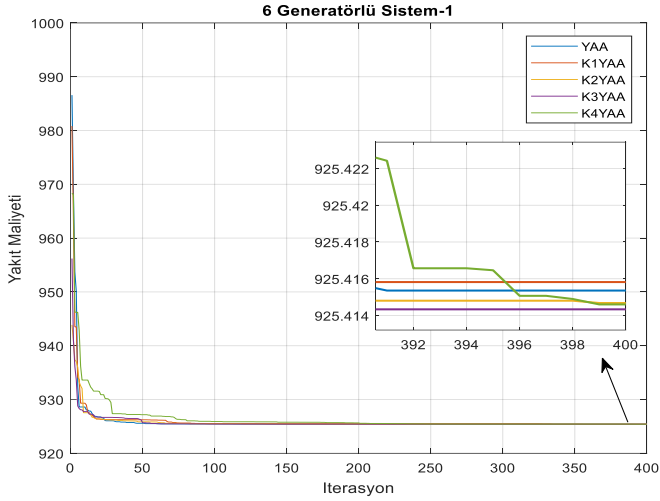 6 Generatörlü Sistem-1
1000
990
980
970
960
950
940
930
920
Yakıt Maliyeti
YAA
K1YAA
K2YAA
K3YAA
K4YAA
925.422
925.42
925.418
925.416
925.414
392 394 396 398 400
0 50 100 150 200 250 300 350 400
Iterasyon